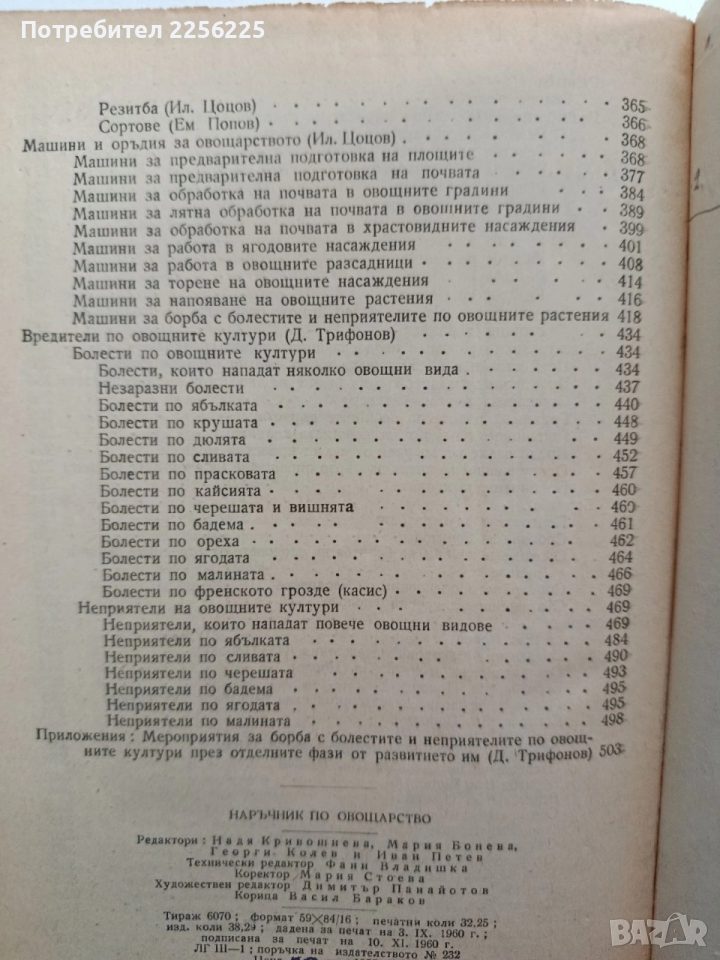 Потребител 2256225
Резитба (Ил. Цоцов) 365
Сортове (Ем Попов) 366
Машини и оръдия за овощарството (Ил. Цоцов) 368
Машини за предварителна подготовка на площите 368
Машини за предварителна подготовка на почвата 377
Машини за обработка на почвата в овощните градини 384
Машини за лятна обработка на почвата в овощните градини 389
Машини за обработка на почвата в храстовидните насаждения 399
Машини за работа в ягодовите насаждения 401
Машини за работа в овощните разсадници 408
Машини за торене на овощните насаждения 414
Машини за напояване на овощните растения 416
Машини за борба с болестите и неприятелите по овощните растения 418
Вредители по овощните култури (Д. Трифонов) 434
Болести по овощните култури 434
Болести, които нападат няколко овощни вида 434
Незаразни болести 437
Болести по ябълката 440
Болести по крушата 448
Болести по дюлята 449
Болести по сливата 452
Болести по прасковата 457
Болести по кайсията 460
Болести по черешата и вишнята 460
Болести по бадема 461
Болести по ореха 462
Болести по ягодата 464
Болести по малината 466
Болести по френското грозде (касис) 469
Неприятели на овощните култури 469
Неприятели, които нападат повече овощни видове 469
Неприятели по ябълката 484
Неприятели по сливата 490
Неприятели по черешата 493
Неприятели по бадема 495
Неприятели по ягодата 495
Неприятели по малината 498
Приложения: Мероприятия за борба с болестите и неприятелите по овощ-
ните култури през отделните фази от развитието им (Д. Трифонов) 503
НАРЪЧНИК ПО ОВОЩАРСТВО
Редактори: Надя Кривошиева, Мария Бонева,
Георги Колев и Иван Петев
Технически редактор Фани Владишка
Коректор Мария Стоева
Художествен редактор Димитър Панайотов
Корица Васил Бараков
Тираж 6070; формат 59×84/16; печатни коли 32,25;
изд. коли 38,29; дадена за печат на 3. IX. 1960 г.;
подписана за печат на 10. XI. 1960 г.
ЛГ III—1; поръчка на издателството № 232
BAZAR